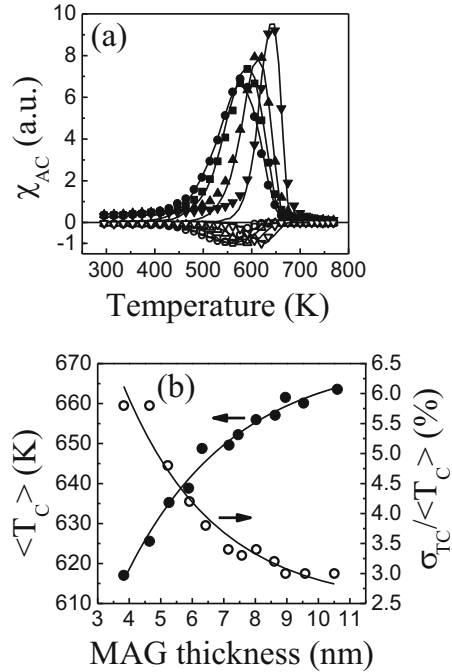 (a)
χAC (a.u.)
10
8
6
4
2
0
-1
300 400 500 600 700 800
Temperature (K)
(b)
<TC> (K)
670
660
650
640
630
620
610
6.5
6.0
5.5
5.0
4.5
4.0
3.5
3.0
2.5
σTC/<TC> (%)
3 4 5 6 7 8 9 10 11
MAG thickness (nm)